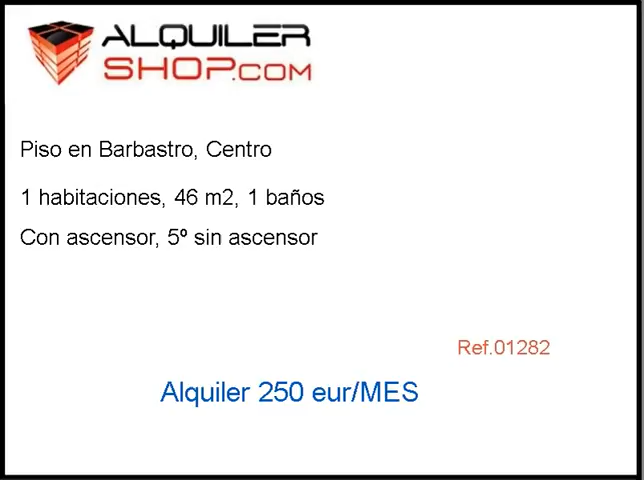 ALQUILER
SHOP.COM
Piso en Barbastro, Centro
1 habitaciones, 46 m2, 1 baños
Con ascensor, 5º sin ascensor
Ref.01282
Alquiler 250 eur/MES